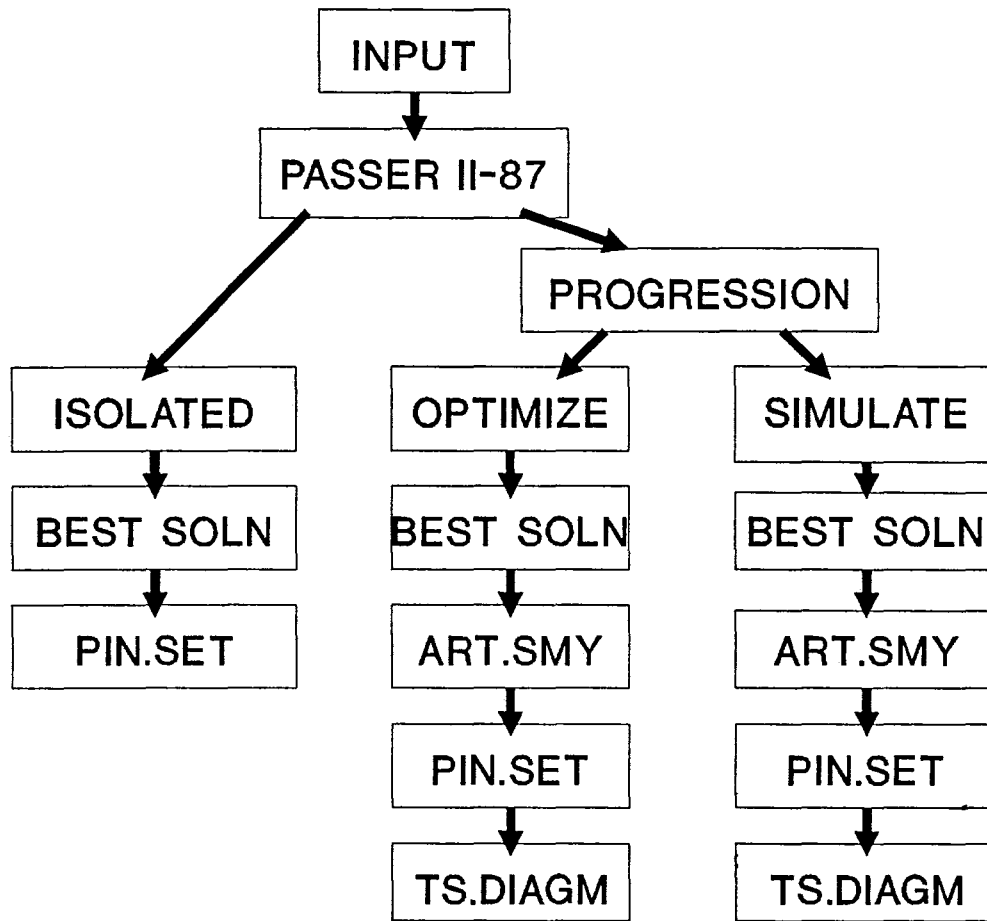 INPUT
PASSER II-87
PROGRESSION
ISOLATED
OPTIMIZE
SIMULATE
BEST SOLN
BEST SOLN
BEST SOLN
PIN.SET
ART.SMY
ART.SMY
PIN.SET
PIN.SET
TS.DIAGM
TS.DIAGM